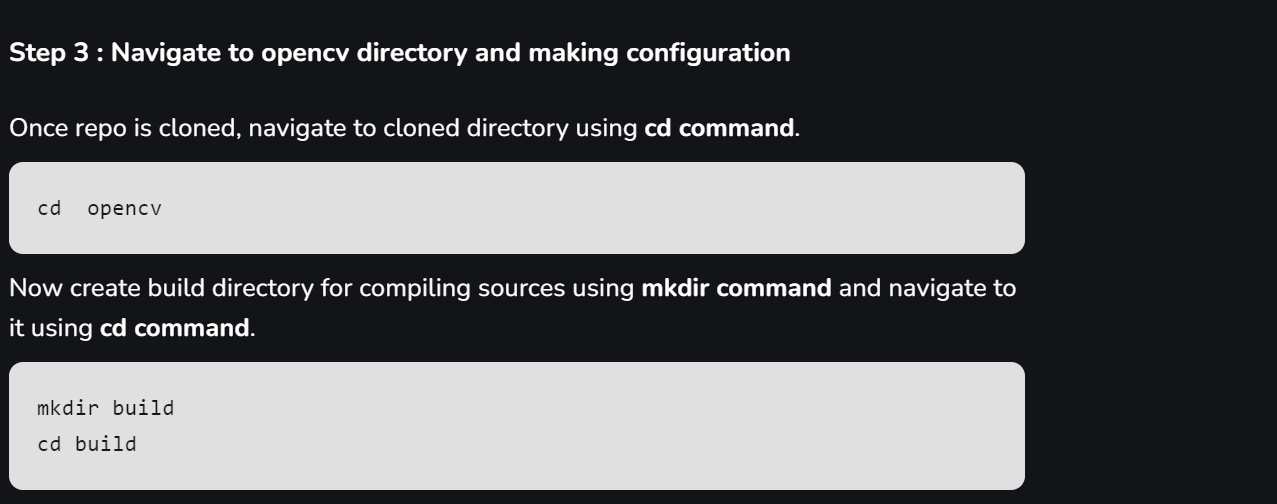 Step 3 : Navigate to opencv directory and making configuration
Once repo is cloned, navigate to cloned directory using cd command.
cd  opencv
Now create build directory for compiling sources using mkdir command and navigate to
it using cd command.
mkdir build
cd build